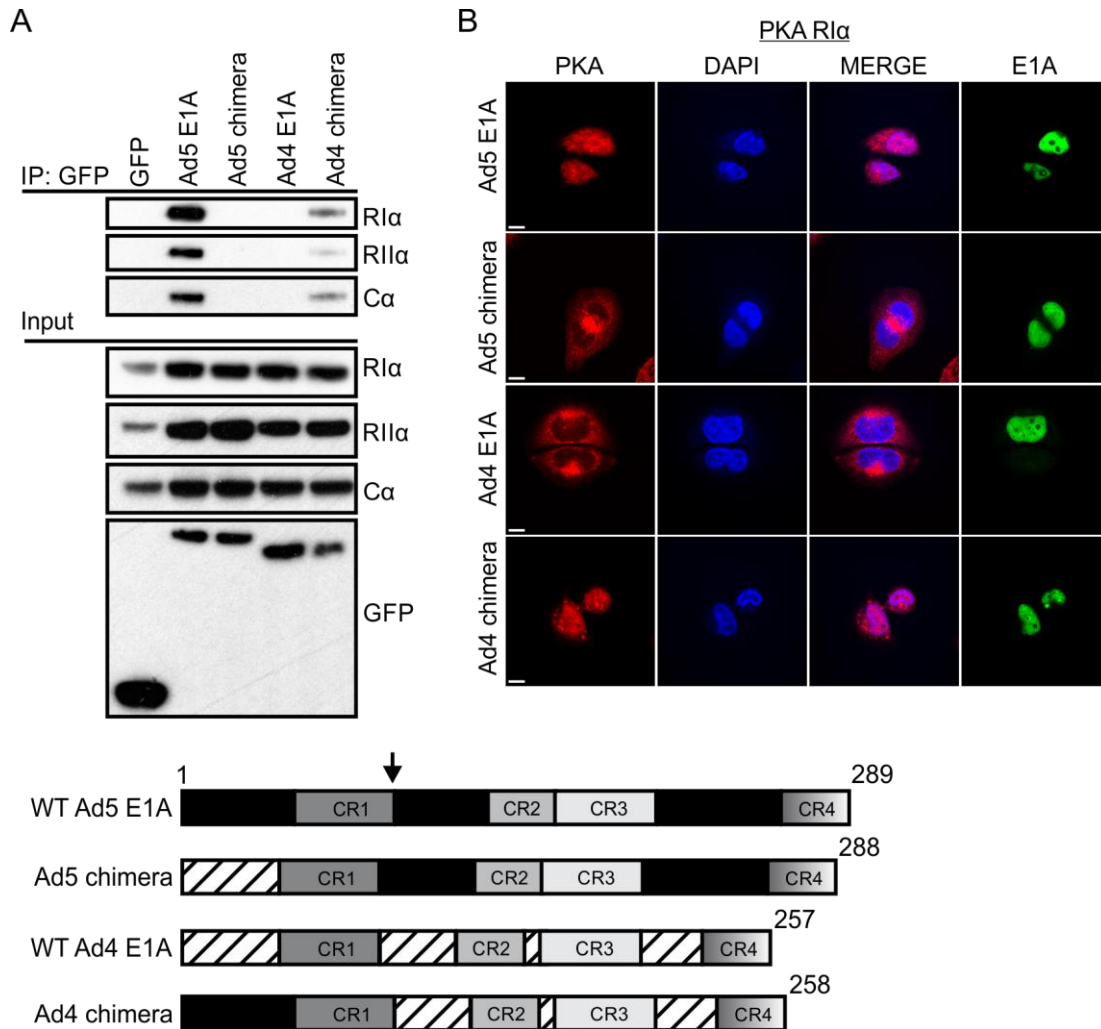 A
IP: GFP
GFP
Ad5 E1A
Ad5 chimera
Ad4 E1A
Ad4 chimera
RIα
RIIα
Cα
Input
RIα
RIIα
Cα
GFP
B
PKA RIα
PKA DAPI MERGE E1A
Ad5 E1A
Ad5 chimera
Ad4 E1A
Ad4 chimera
1 289
WT Ad5 E1A CR1 CR2 CR3 CR4
288
Ad5 chimera CR1 CR2 CR3 CR4
257
WT Ad4 E1A CR1 CR2 CR3 CR4
258
Ad4 chimera CR1 CR2 CR3 CR4